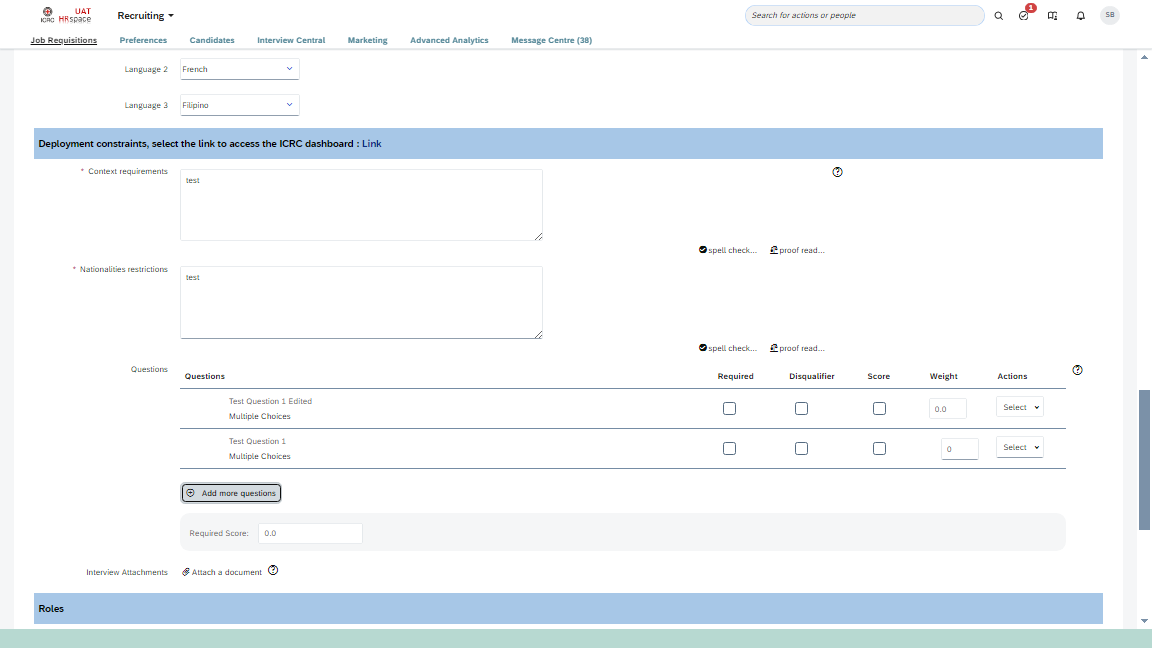 ICRC UAT HRspace Recruiting Search for actions or people 1 SB
Job Requisitions Preferences Candidates Interview Central Marketing Advanced Analytics Message Centre (38)
Language 2 French
Language 3 Filipino
Deployment constraints, select the link to access the ICRC dashboard : Link
* Context requirements test
spell check... proof read...
* Nationalities restrictions test
spell check... proof read...
Questions
Questions Required Disqualifier Score Weight Actions
Test Question 1 Edited
Multiple Choices 0.0 Select
Test Question 1
Multiple Choices 0 Select
Add more questions
Required Score: 0.0
Interview Attachments Attach a document
Roles